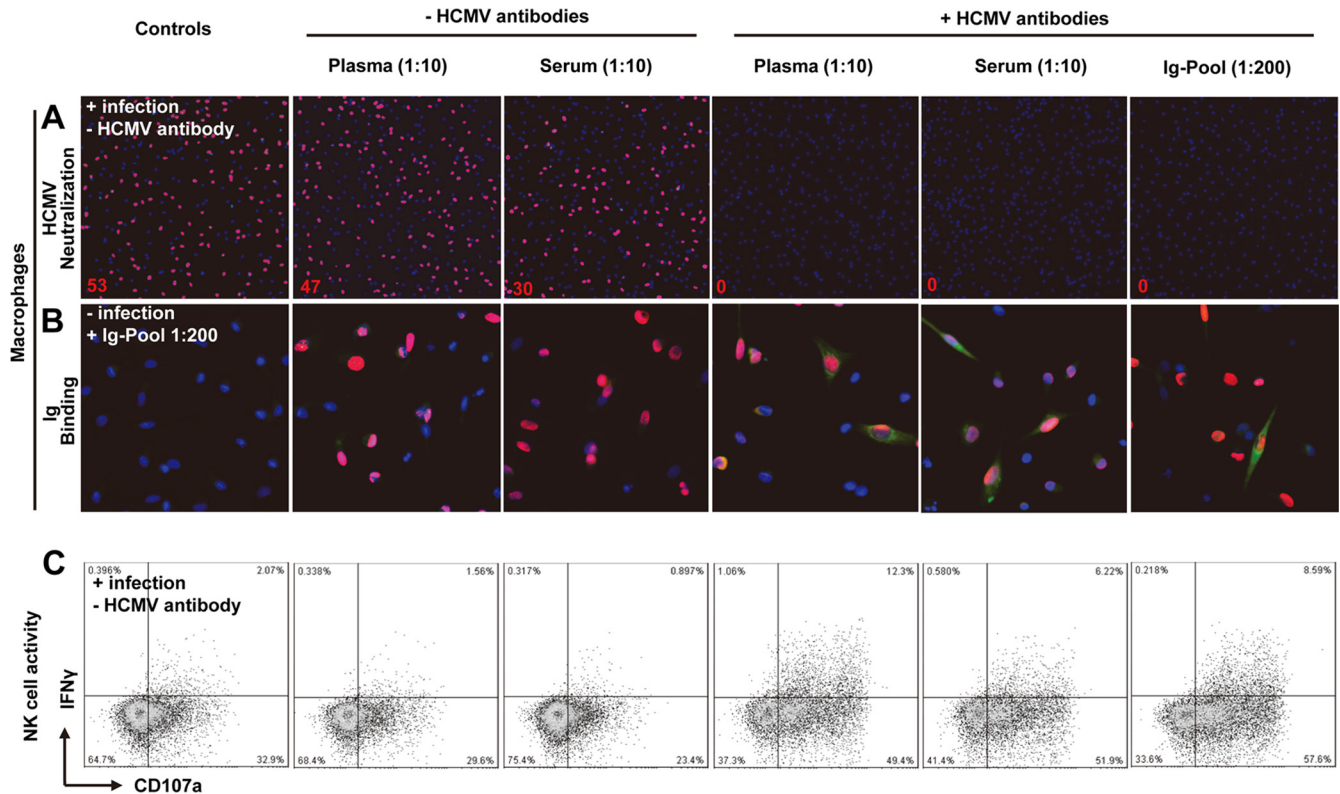 Controls
- HCMV antibodies
+ HCMV antibodies
Plasma (1:10)
Serum (1:10)
Plasma (1:10)
Serum (1:10)
Ig-Pool (1:200)
Macrophages
A
HCMV
Neutralization
+ infection
- HCMV antibody
53
47
30
0
0
0
B
Ig
Binding
- infection
+ Ig-Pool 1:200
C
NK cell activity
IFNγ
CD107a
+ infection
- HCMV antibody
0.396%
2.07%
64.7%
32.9%
0.338%
1.56%
68.4%
29.6%
0.317%
0.897%
75.4%
23.4%
1.06%
12.3%
37.3%
49.4%
0.580%
6.22%
41.4%
51.9%
0.218%
8.59%
33.6%
57.6%